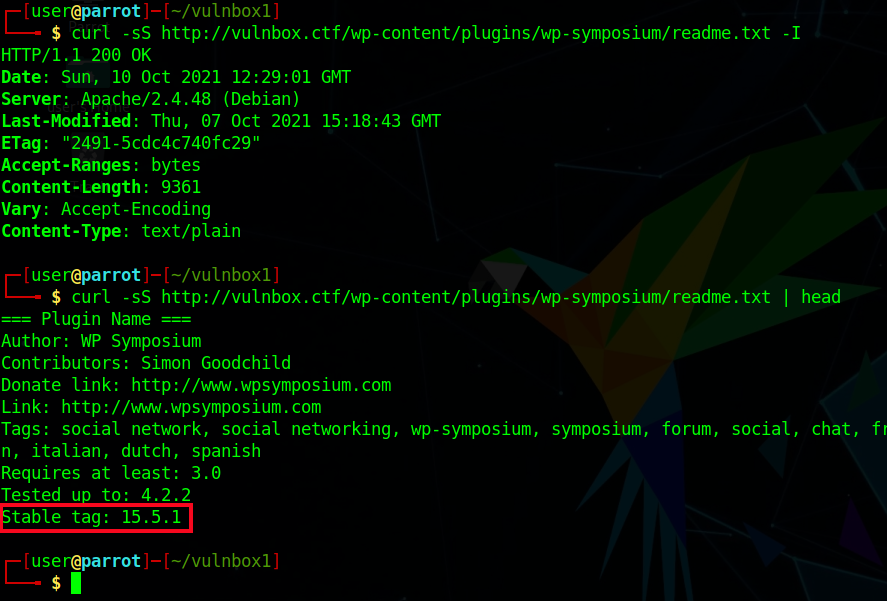 ┌─[user@parrot]─[~/vulnbox1]
└──╼ $ curl -sS http://vulnbox.ctf/wp-content/plugins/wp-symposium/readme.txt -I
HTTP/1.1 200 OK
Date: Sun, 10 Oct 2021 12:29:01 GMT
Server: Apache/2.4.48 (Debian)
Last-Modified: Thu, 07 Oct 2021 15:18:43 GMT
ETag: "2491-5cdc4c740fc29"
Accept-Ranges: bytes
Content-Length: 9361
Vary: Accept-Encoding
Content-Type: text/plain
┌─[user@parrot]─[~/vulnbox1]
└──╼ $ curl -sS http://vulnbox.ctf/wp-content/plugins/wp-symposium/readme.txt | head
=== Plugin Name ===
Author: WP Symposium
Contributors: Simon Goodchild
Donate link: http://www.wpsymposium.com
Link: http://www.wpsymposium.com
Tags: social network, social networking, wp-symposium, symposium, forum, social, chat, fr
n, italian, dutch, spanish
Requires at least: 3.0
Tested up to: 4.2.2
Stable tag: 15.5.1
┌─[user@parrot]─[~/vulnbox1]
└──╼ $